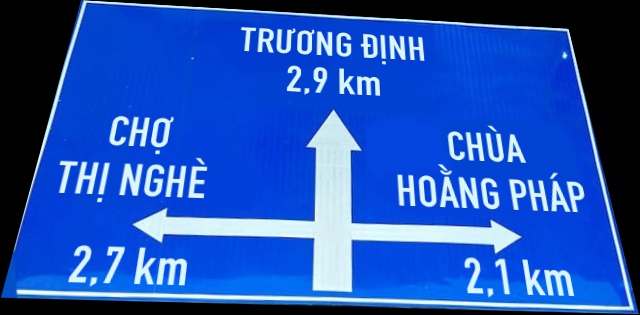 TRƯƠNG ĐỊNH
2,9 km
CHỢ
THỊ NGHÈ
2,7 km
CHÙA
HOẰNG PHÁP
2,1 km